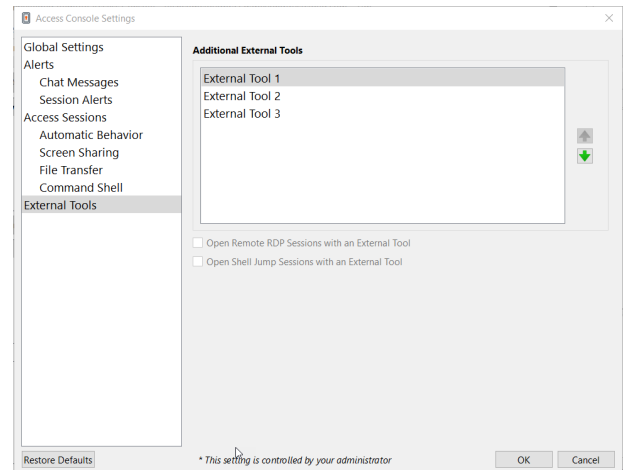 Access Console Settings
Global Settings
Alerts
Chat Messages
Session Alerts
Access Sessions
Automatic Behavior
Screen Sharing
File Transfer
Command Shell
External Tools
Additional External Tools
External Tool 1
External Tool 2
External Tool 3
Open Remote RDP Sessions with an External Tool
Open Shell Jump Sessions with an External Tool
Restore Defaults
* This setting is controlled by your administrator
OK
Cancel